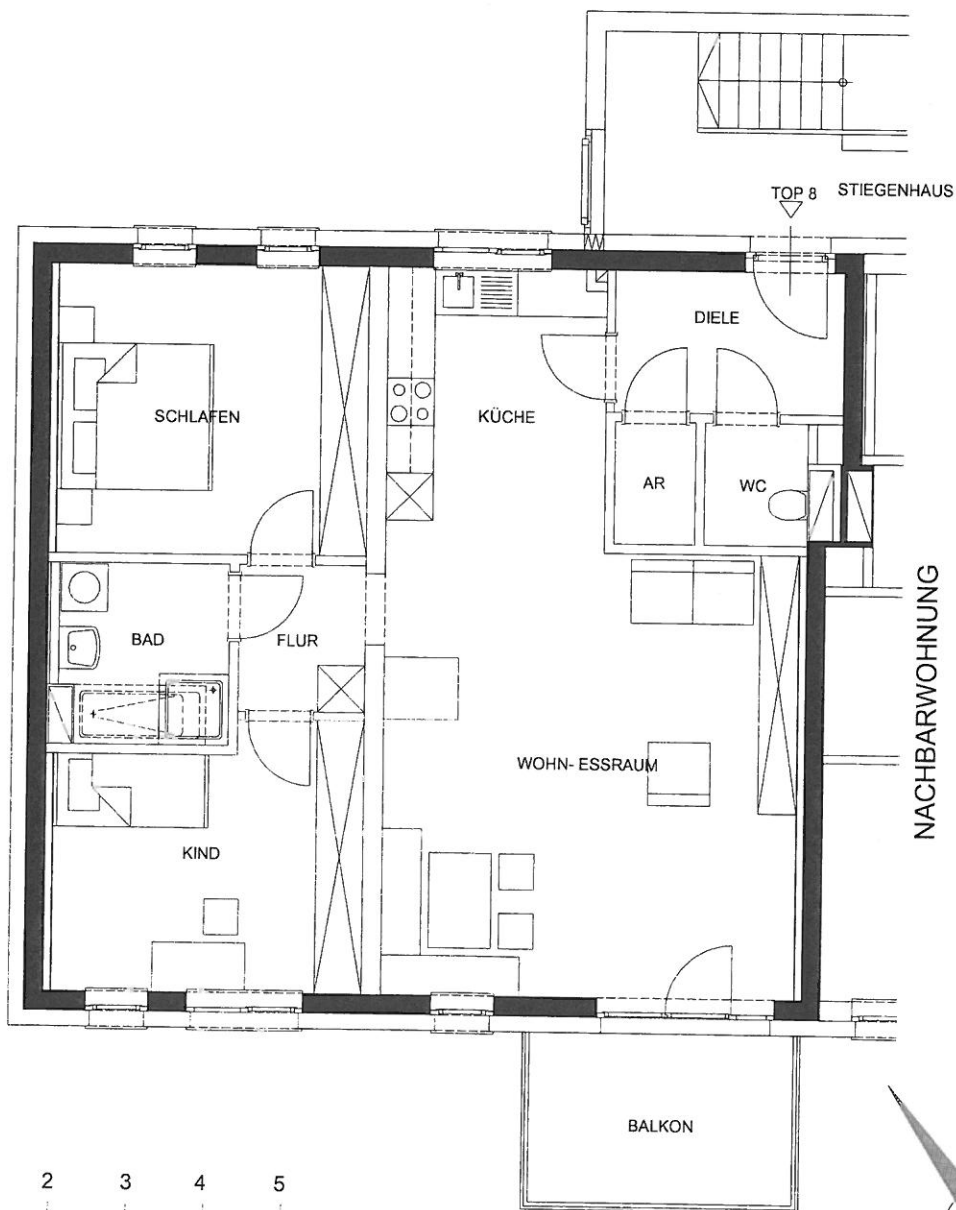 TOP 8
STIEGENHAUS
DIELE
SCHLAFEN
KÜCHE
AR
WC
BAD
FLUR
NACHBARWOHNUNG
WOHN- ESSRAUM
KIND
BALKON
2 3 4 5